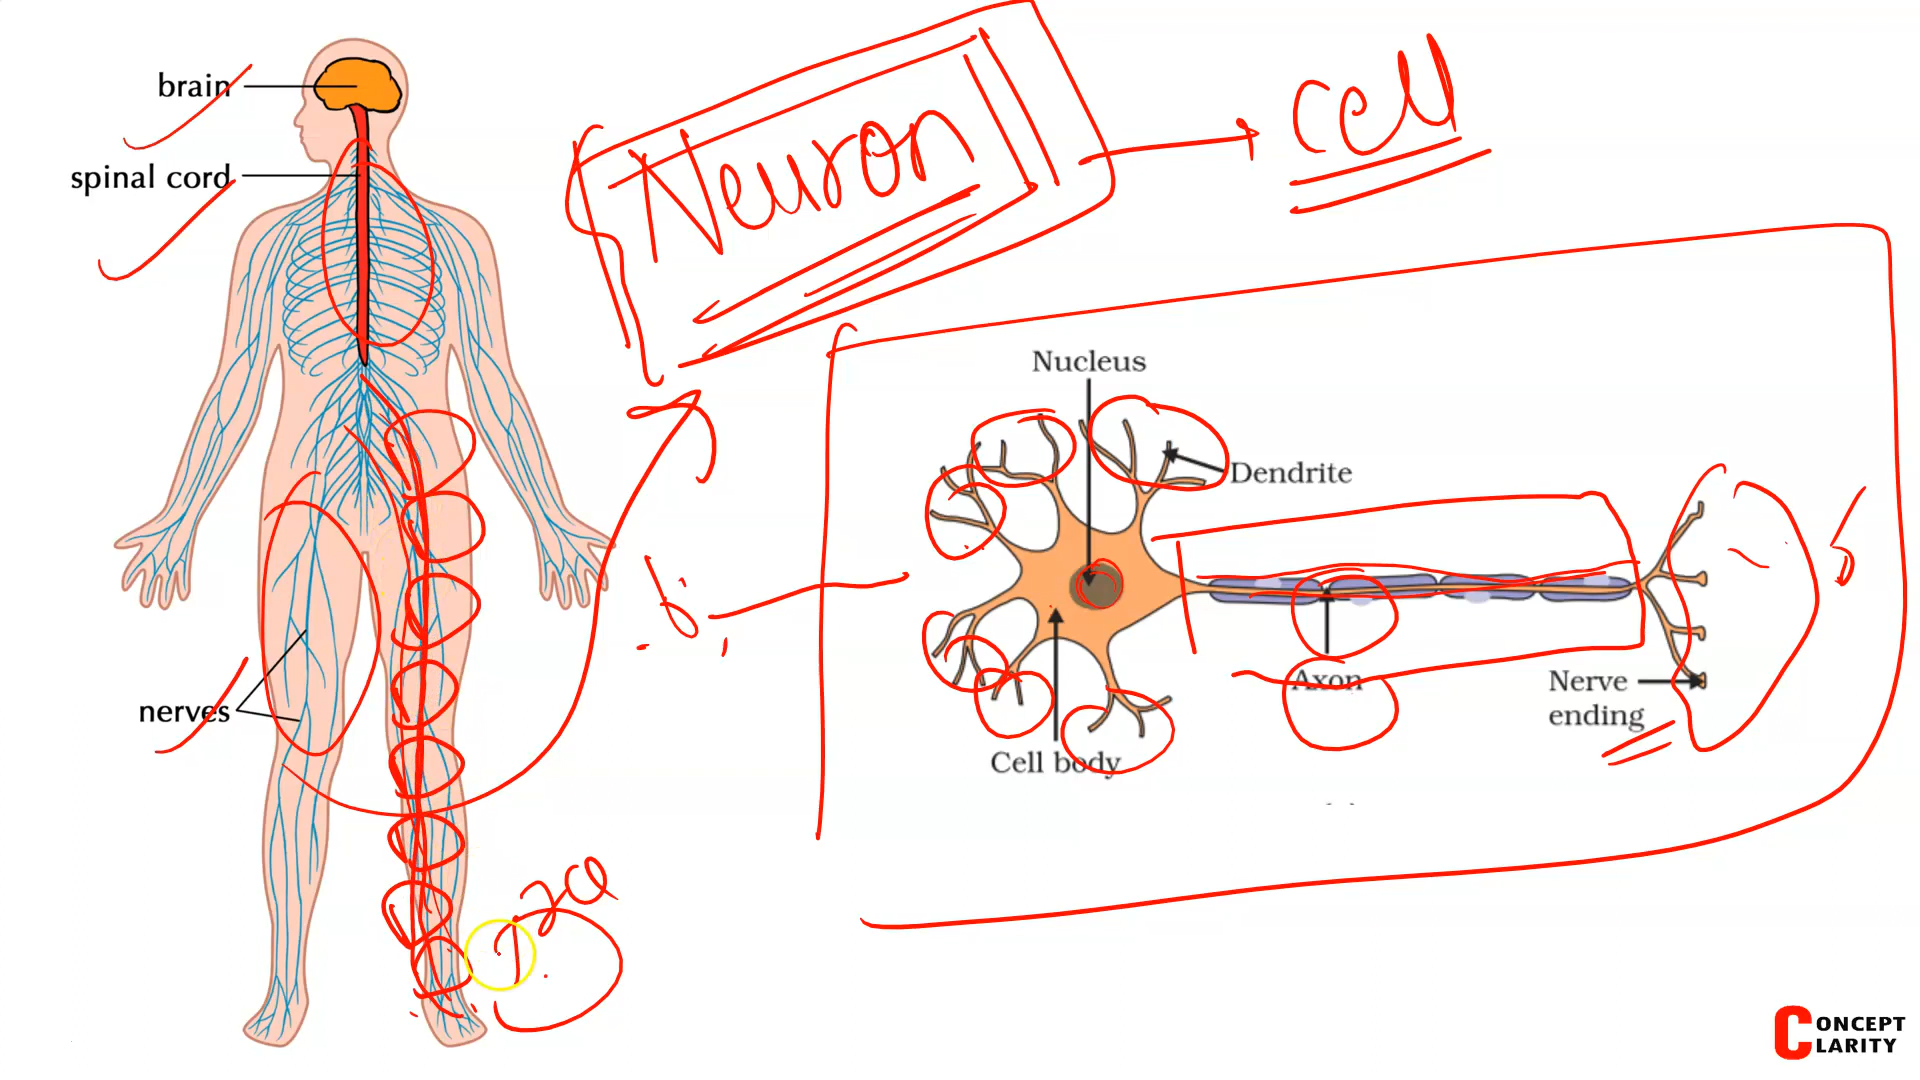 brain
spinal cord
nerves
Neuron
cell
Nucleus
Dendrite
Axon
Nerve
ending
Cell body
CONCEPT
CLARITY